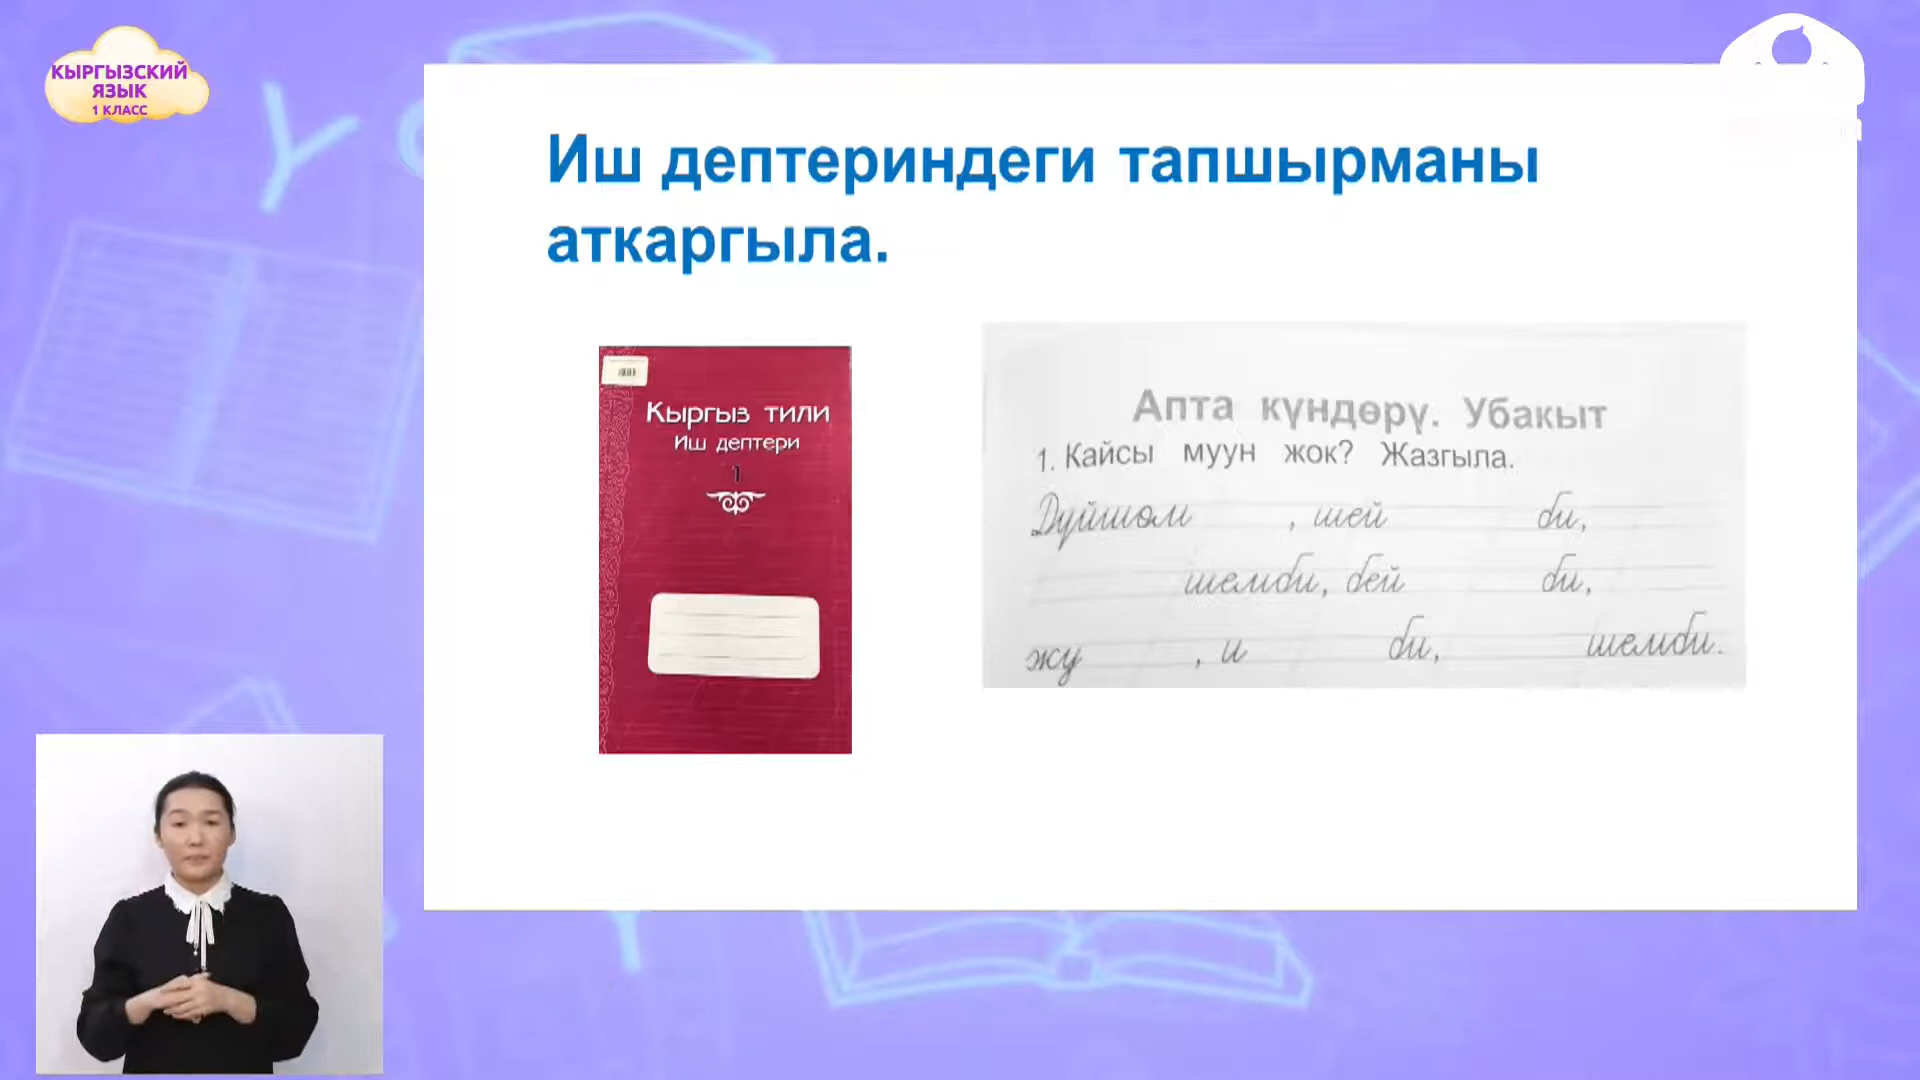 КЫРГЫЗСКИЙ
ЯЗЫК
1 КЛАСС
Иш дептериндеги тапшырманы
аткаргыла.
Кыргыз тили
Иш дептери
1
Апта күндөрү. Убакыт
1. Кайсы муун жок? Жазгыла.
Дүйшөм , шей би,
шемби, бей би,
жу , и би, шемби.